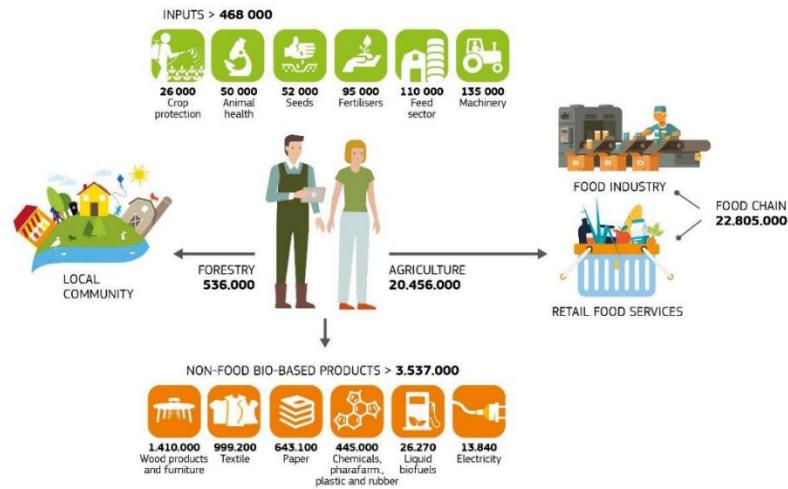 INPUTS > 468 000
26 000
Crop
protection
50 000
Animal
health
52 000
Seeds
95 000
Fertilisers
110 000
Feed
sector
135 000
Machinery
FOOD INDUSTRY
FOOD CHAIN
22.805.000
RETAIL FOOD SERVICES
LOCAL
COMMUNITY
FORESTRY
536.000
AGRICULTURE
20.456.000
NON-FOOD BIO-BASED PRODUCTS > 3.537.000
1.410.000
Wood products
and furniture
999.200
Textile
643.100
Paper
445.000
Chemicals,
pharafarm.,
plastic and rubber
26.270
Liquid
biofuels
13.840
Electricity